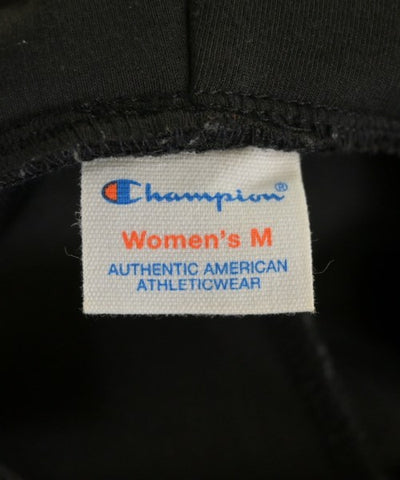 Champion®
Women's M
AUTHENTIC AMERICAN
ATHLETICWEAR